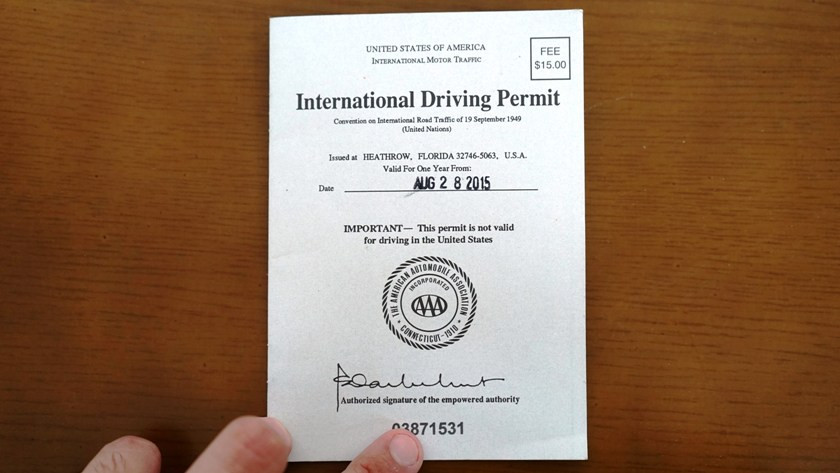 UNITED STATES OF AMERICA
INTERNATIONAL MOTOR TRAFFIC
FEE
$15.00
International Driving Permit
Convention on International Road Traffic of 19 September 1949
(United Nations)
Issued at HEATHROW, FLORIDA 32746-5063, U.S.A.
Valid For One Year From:
Date AUG 28 2015
IMPORTANT— This permit is not valid
for driving in the United States
THE AMERICAN AUTOMOBILE ASSOCIATION
INCORPORATED
AAA
CONNECTICUT-1910
Authorized signature of the empowered authority
03871531